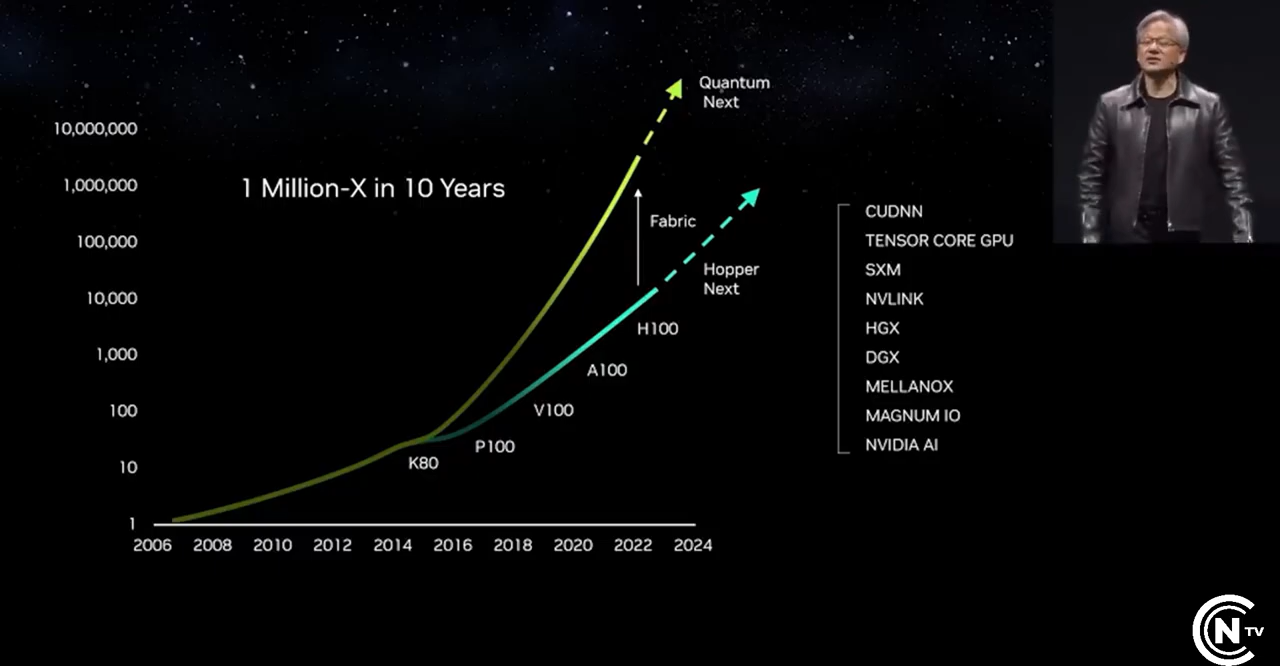 Quantum
Next
10,000,000
1 Million-X in 10 Years
1,000,000
100,000
10,000
1,000
100
10
1
Fabric
Hopper
Next
H100
A100
V100
P100
K80
2006 2008 2010 2012 2014 2016 2018 2020 2022 2024
CUDNN
TENSOR CORE GPU
SXM
NVLINK
HGX
DGX
MELLANOX
MAGNUM IO
NVIDIA AI
CCN TV